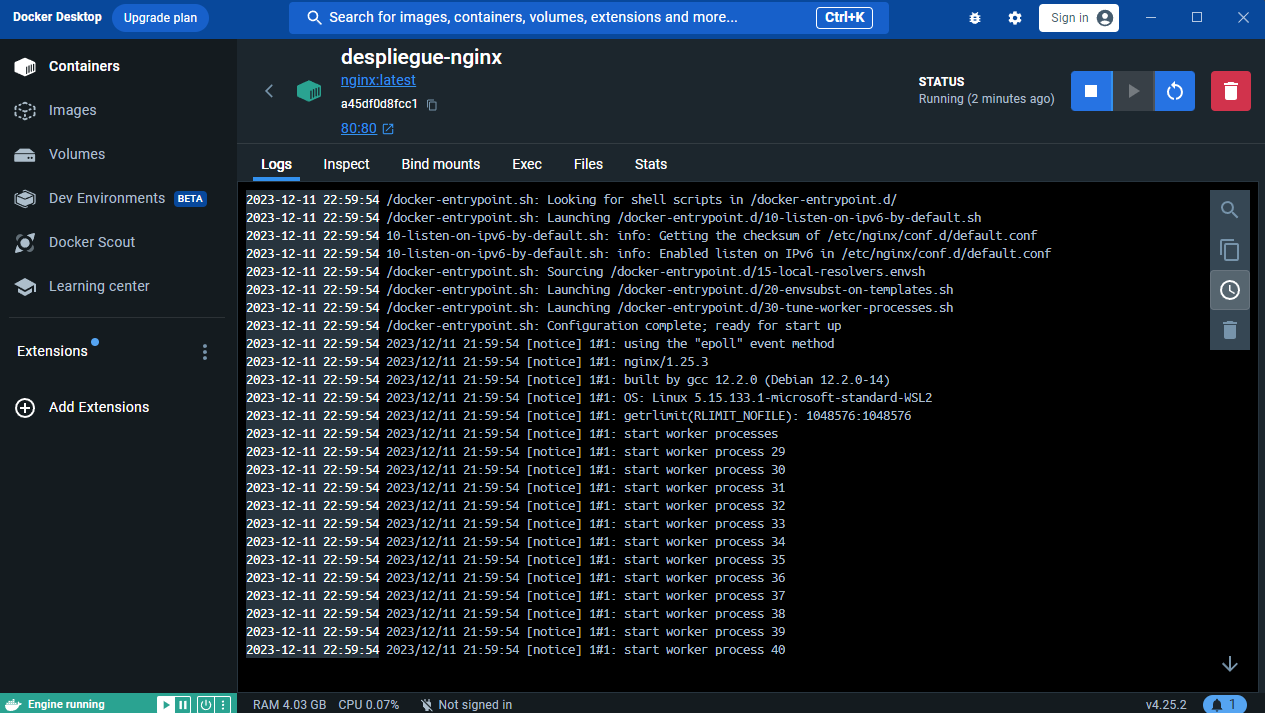 Docker Desktop
Upgrade plan
Search for images, containers, volumes, extensions and more...
Ctrl+K
Sign in
Containers
Images
Volumes
Dev Environments BETA
Docker Scout
Learning center
Extensions
Add Extensions
despliegue-nginx
nginx:latest
a45df0d8fcc1
80:80
STATUS
Running (2 minutes ago)
Logs Inspect Bind mounts Exec Files Stats
2023-12-11 22:59:54 /docker-entrypoint.sh: Looking for shell scripts in /docker-entrypoint.d/
2023-12-11 22:59:54 /docker-entrypoint.sh: Launching /docker-entrypoint.d/10-listen-on-ipv6-by-default.sh
2023-12-11 22:59:54 10-listen-on-ipv6-by-default.sh: info: Getting the checksum of /etc/nginx/conf.d/default.conf
2023-12-11 22:59:54 10-listen-on-ipv6-by-default.sh: info: Enabled listen on IPv6 in /etc/nginx/conf.d/default.conf
2023-12-11 22:59:54 /docker-entrypoint.sh: Sourcing /docker-entrypoint.d/15-local-resolvers.envsh
2023-12-11 22:59:54 /docker-entrypoint.sh: Launching /docker-entrypoint.d/20-envsubst-on-templates.sh
2023-12-11 22:59:54 /docker-entrypoint.sh: Launching /docker-entrypoint.d/30-tune-worker-processes.sh
2023-12-11 22:59:54 /docker-entrypoint.sh: Configuration complete; ready for start up
2023-12-11 22:59:54 2023/12/11 21:59:54 [notice] 1#1: using the "epoll" event method
2023-12-11 22:59:54 2023/12/11 21:59:54 [notice] 1#1: nginx/1.25.3
2023-12-11 22:59:54 2023/12/11 21:59:54 [notice] 1#1: built by gcc 12.2.0 (Debian 12.2.0-14)
2023-12-11 22:59:54 2023/12/11 21:59:54 [notice] 1#1: OS: Linux 5.15.133.1-microsoft-standard-WSL2
2023-12-11 22:59:54 2023/12/11 21:59:54 [notice] 1#1: getrlimit(RLIMIT_NOFILE): 1048576:1048576
2023-12-11 22:59:54 2023/12/11 21:59:54 [notice] 1#1: start worker processes
2023-12-11 22:59:54 2023/12/11 21:59:54 [notice] 1#1: start worker process 29
2023-12-11 22:59:54 2023/12/11 21:59:54 [notice] 1#1: start worker process 30
2023-12-11 22:59:54 2023/12/11 21:59:54 [notice] 1#1: start worker process 31
2023-12-11 22:59:54 2023/12/11 21:59:54 [notice] 1#1: start worker process 32
2023-12-11 22:59:54 2023/12/11 21:59:54 [notice] 1#1: start worker process 33
2023-12-11 22:59:54 2023/12/11 21:59:54 [notice] 1#1: start worker process 34
2023-12-11 22:59:54 2023/12/11 21:59:54 [notice] 1#1: start worker process 35
2023-12-11 22:59:54 2023/12/11 21:59:54 [notice] 1#1: start worker process 36
2023-12-11 22:59:54 2023/12/11 21:59:54 [notice] 1#1: start worker process 37
2023-12-11 22:59:54 2023/12/11 21:59:54 [notice] 1#1: start worker process 38
2023-12-11 22:59:54 2023/12/11 21:59:54 [notice] 1#1: start worker process 39
2023-12-11 22:59:54 2023/12/11 21:59:54 [notice] 1#1: start worker process 40
Engine running
RAM 4.03 GB CPU 0.07% Not signed in
v4.25.2
1